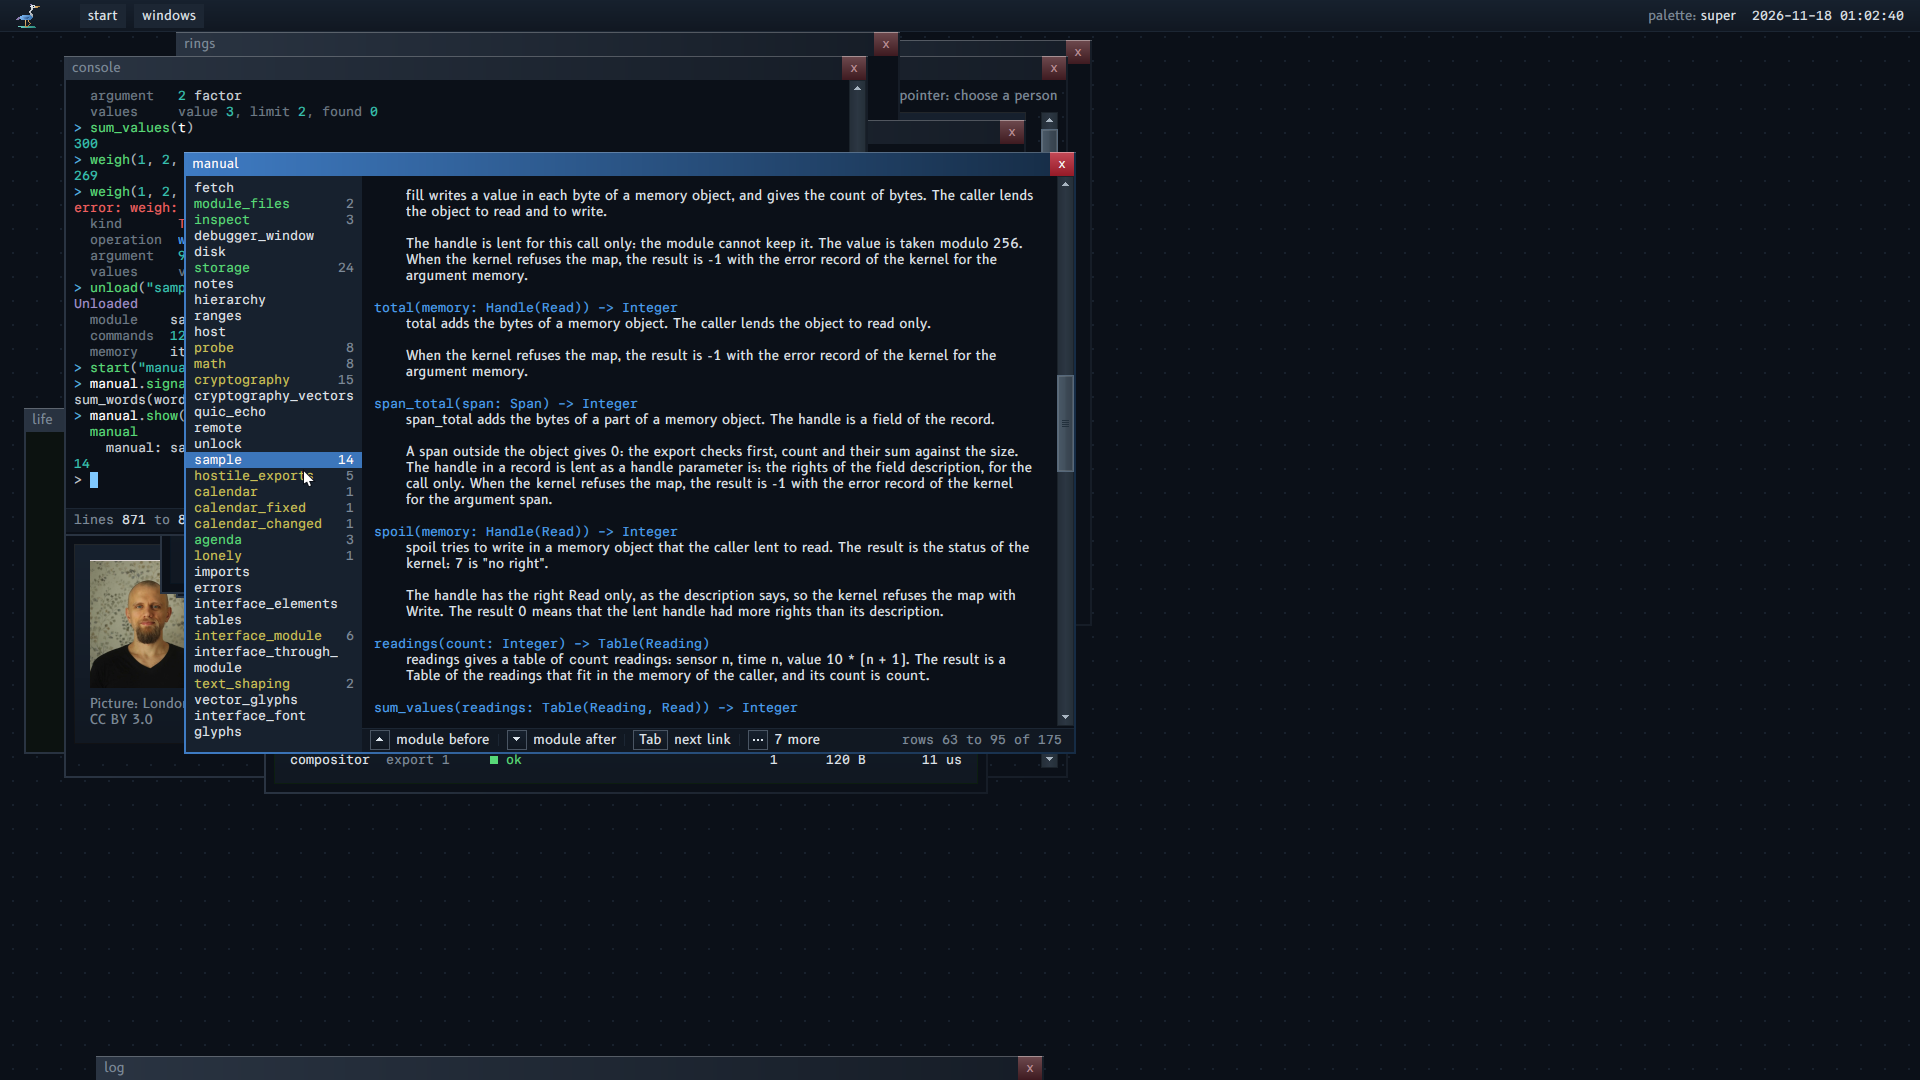 start
windows
palette: super
2026-11-18 01:02:40
rings
x
x
console
x
x
argument 2 factor
values value 3, limit 2, found 0
pointer: choose a person
> sum_values(t)
300
x
> weigh(1, 2,
269
> weigh(1, 2,
error: weigh:
kind
operation
argument
values
> unload("samp
Unloaded
module sa
commands 12
memory it
> start("manua
> manual.signa
sum_words(word
> manual.show(
manual
manual: sa
14
>
lines 871 to 8
life
Picture: Londo
CC BY 3.0
manual
x
fetch
module_files 2
inspect 3
debugger_window
disk
storage 24
notes
hierarchy
ranges
host
probe 8
math 8
cryptography 15
cryptography_vectors
quic_echo
remote
unlock
sample 14
hostile_exports 5
calendar 1
calendar_fixed 1
calendar_changed 1
agenda 3
lonely 1
imports
errors
interface_elements
tables
interface_module 6
interface_through_
module
text_shaping 2
vector_glyphs
interface_font
glyphs
fill writes a value in each byte of a memory object, and gives the count of bytes. The caller lends
the object to read and to write.
The handle is lent for this call only: the module cannot keep it. The value is taken modulo 256.
When the kernel refuses the map, the result is -1 with the error record of the kernel for the
argument memory.
total(memory: Handle(Read)) -> Integer
total adds the bytes of a memory object. The caller lends the object to read only.
When the kernel refuses the map, the result is -1 with the error record of the kernel for the
argument memory.
span_total(span: Span) -> Integer
span_total adds the bytes of a part of a memory object. The handle is a field of the record.
A span outside the object gives 0: the export checks first, count and their sum against the size.
The handle in a record is lent as a handle parameter is: the rights of the field description, for the
call only. When the kernel refuses the map, the result is -1 with the error record of the kernel
for the argument span.
spoil(memory: Handle(Read)) -> Integer
spoil tries to write in a memory object that the caller lent to read. The result is the status of the
kernel: 7 is "no right".
The handle has the right Read only, as the description says, so the kernel refuses the map with
Write. The result 0 means that the lent handle had more rights than its description.
readings(count: Integer) -> Table(Reading)
readings gives a table of count readings: sensor n, time n, value 10 * (n + 1). The result is a
Table of the readings that fit in the memory of the caller, and its count is count.
sum_values(readings: Table(Reading, Read)) -> Integer
module before
module after
Tab next link
7 more
rows 63 to 95 of 175
compositor export 1 ok 1 120 B 11 us
log
x